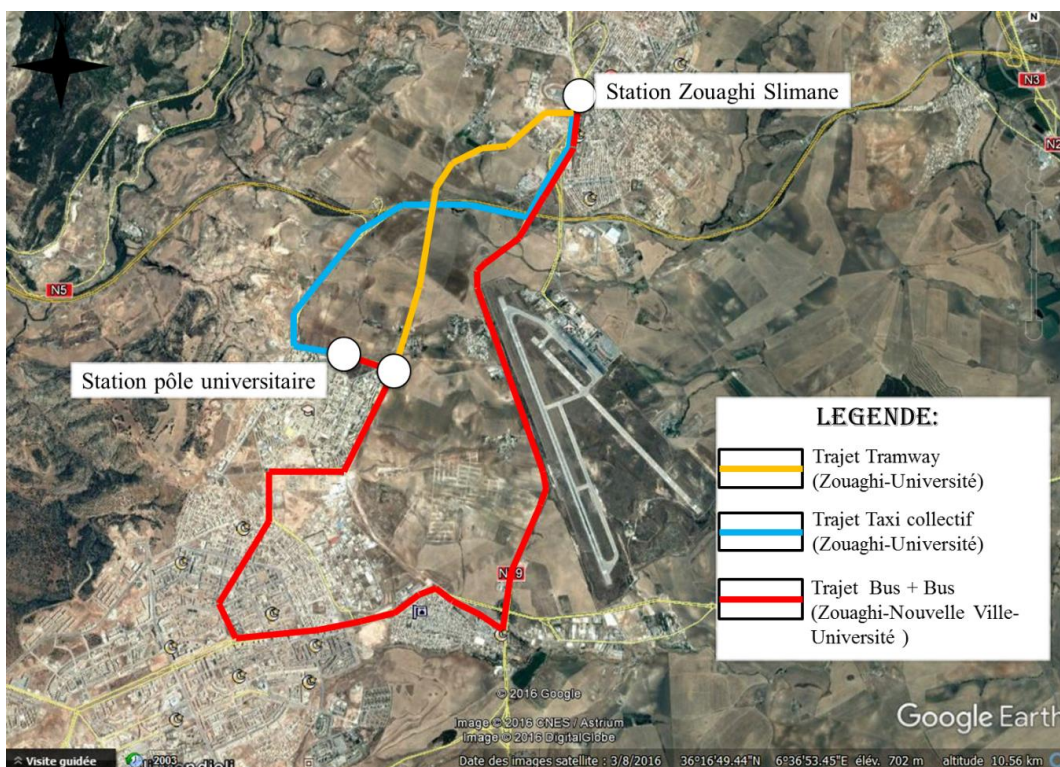 Google Earth
N
Station Zouaghi Slimane
N3
N2
N5
Station pôle universitaire
LEGENDE:
Trajet Tramway
(Zouaghi-Université)
Trajet Taxi collectif
(Zouaghi-Université)
Trajet Bus + Bus
(Zouaghi-Nouvelle Ville-
Université )
© 2016 Google
Image © 2016 CNES / Astrium
Image © 2016 DigitalGlobe
Google Earth
Visite guidée
2003
Date des images satellite : 3/8/2016 36°16'49.44"N 6°36'53.45"E élév. 702 m altitude 10.56 km